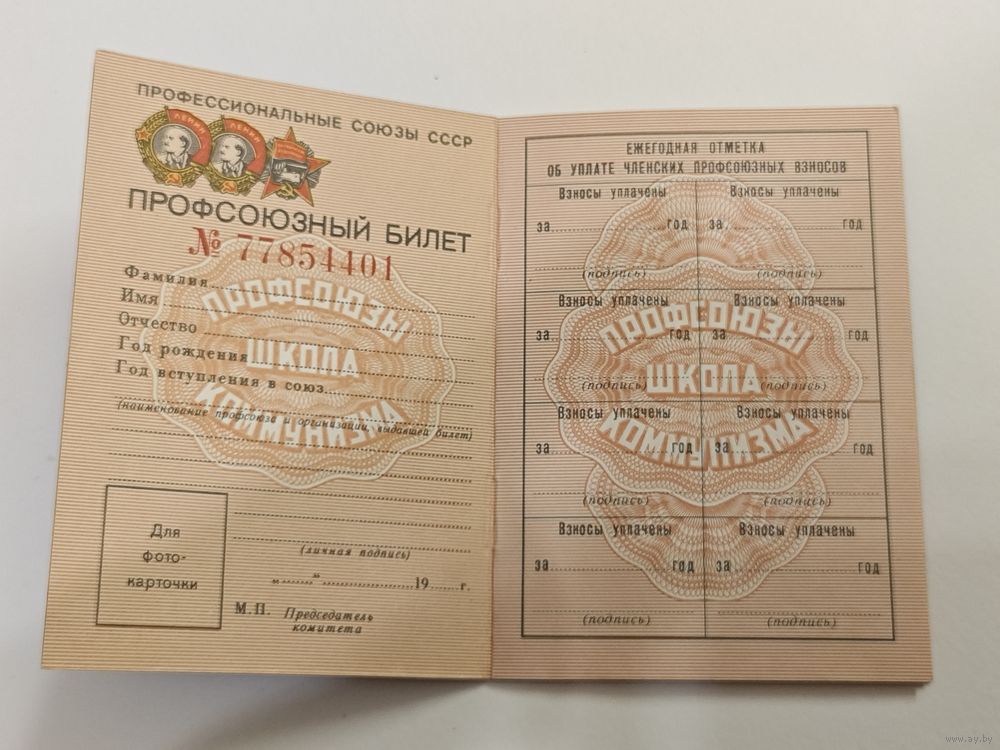 ПРОФЕССИОНАЛЬНЫЕ СОЮЗЫ СССР
ЛЕНИН ЛЕНИН
ПРОФСОЮЗНЫЙ БИЛЕТ
№ 77854401
Фамилия
Имя
Отчество
Год рождения
Год вступления в союз
(наименование профсоюза и организации, выдавшей билет)
ПРОФСОЮЗЫ
ШКОЛА
КОММУНИЗМА
Для
фото-
карточки
(личная подпись)
„ “ 19 г.
М.П. Председатель
комитета
ЕЖЕГОДНАЯ ОТМЕТКА
ОБ УПЛАТЕ ЧЛЕНСКИХ ПРОФСОЮЗНЫХ ВЗНОСОВ
Взносы уплачены Взносы уплачены
за год за год
(подпись) (подпись)
Взносы уплачены Взносы уплачены
за год за год
(подпись) (подпись)
Взносы уплачены Взносы уплачены
за год за год
(подпись) (подпись)
Взносы уплачены Взносы уплачены
за год за год
(подпись) (подпись)
ПРОФСОЮЗЫ
ШКОЛА
КОММУНИЗМА
www.ay.by